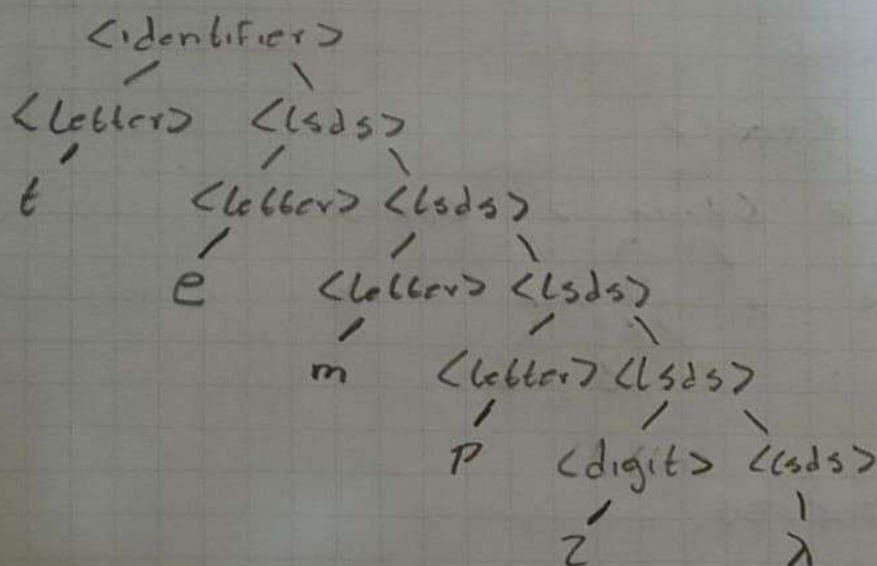 <identifier>
<letter> <lsds>
t <letter> <lsds>
e <letter> <lsds>
m <letter> <lsds>
p <digit> <lsds>
2 λ